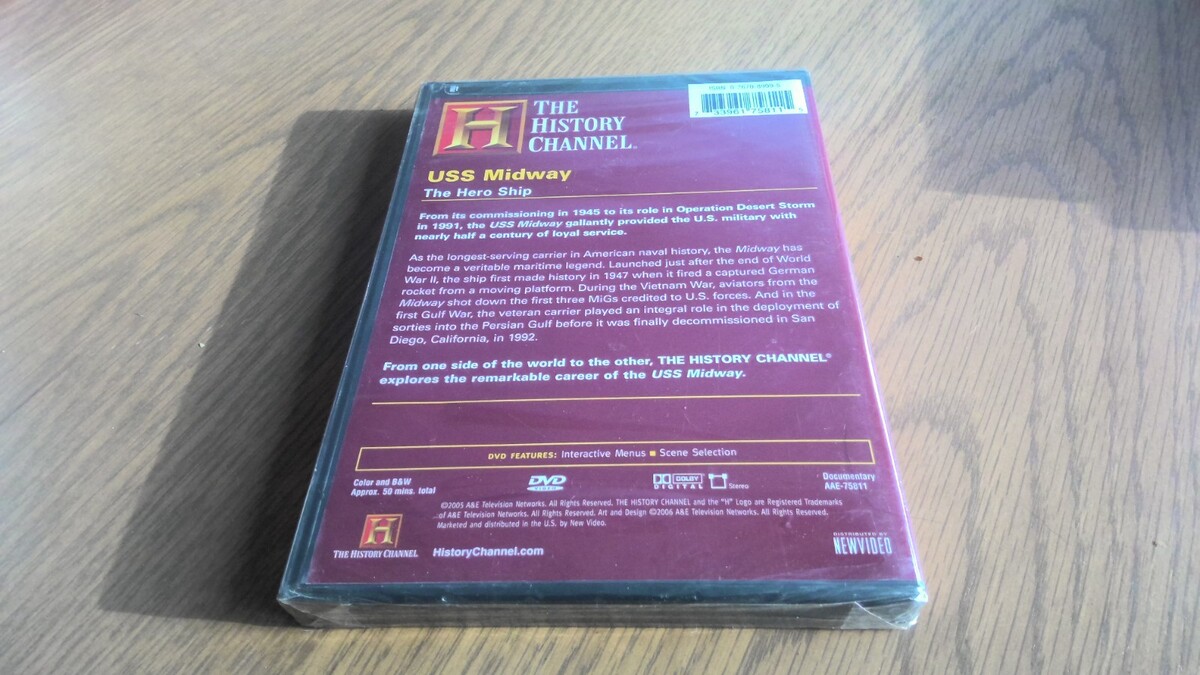 THE
HISTORY
CHANNEL
ISBN
7 33961 75811 5
USS Midway
The Hero Ship
From its commissioning in 1945 to its role in Operation Desert Storm
in 1991, the USS Midway gallantly provided the U.S. military with
nearly half a century of loyal service.
As the longest-serving carrier in American naval history, the Midway has
become a veritable maritime legend. Launched just after the end of World
War II, the ship first made history in 1947 when it fired a captured German
rocket from a moving platform. During the Vietnam War, aviators from the
Midway shot down the first three MiGs credited to U.S. forces. And in the
first Gulf War, the veteran carrier played an integral role in the deployment of
sorties into the Persian Gulf before it was finally decommissioned in San
Diego, California, in 1992.
From one side of the world to the other, THE HISTORY CHANNEL®
explores the remarkable career of the USS Midway.
DVD FEATURES: Interactive Menus ■ Scene Selection
Color and B&W
Approx. 50 mins. total
DVD
VIDEO
DOLBY
DIGITAL
Stereo
Documentary
AAE-75811
©2005 A&E Television Networks. All Rights Reserved. THE HISTORY CHANNEL and the "H" Logo are Registered Trademarks
of A&E Television Networks. All Rights Reserved. Art and Design ©2006 A&E Television Networks. All Rights Reserved.
Marketed and distributed in the U.S. by New Video.
H
THE HISTORY CHANNEL
HistoryChannel.com
DISTRIBUTED BY
NEWVIDEO